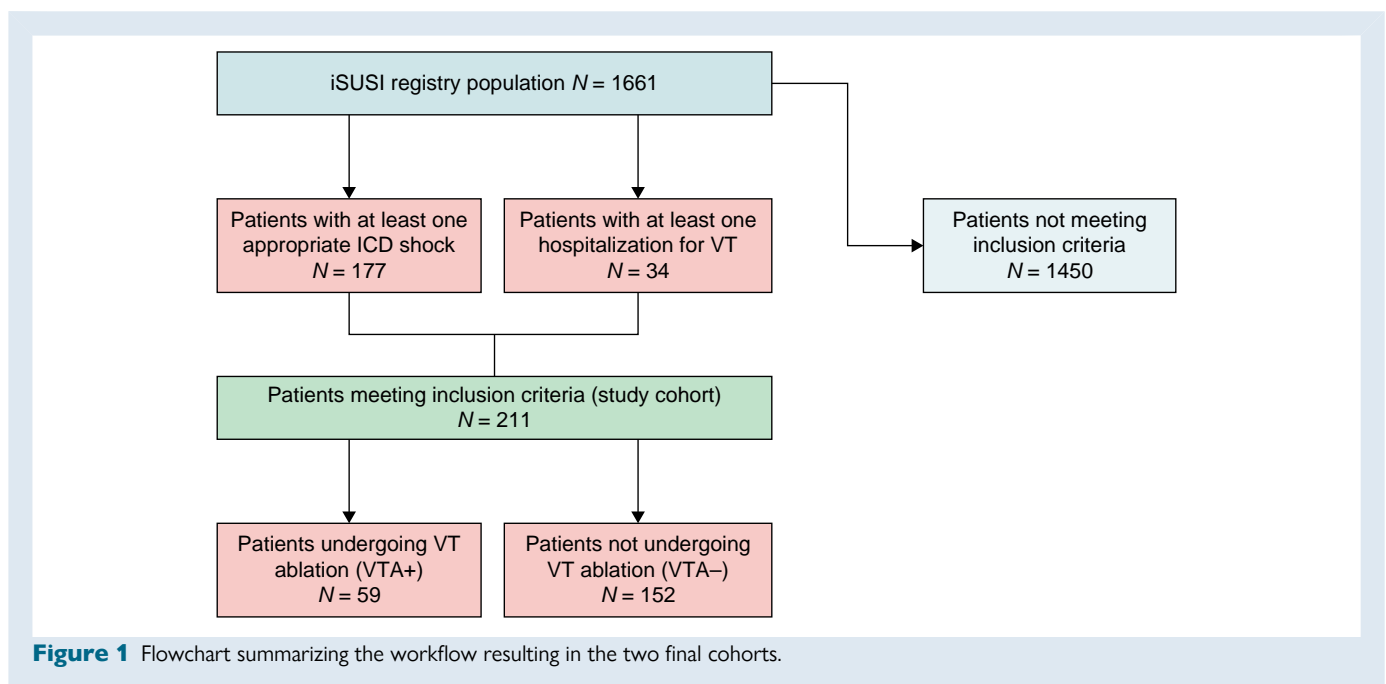 iSUSI registry population N = 1661
Patients with at least one
appropriate ICD shock
N = 177
Patients with at least one
hospitalization for VT
N = 34
Patients not meeting
inclusion criteria
N = 1450
Patients meeting inclusion criteria (study cohort)
N = 211
Patients undergoing VT
ablation (VTA+)
N = 59
Patients not undergoing
VT ablation (VTA–)
N = 152
Figure 1 Flowchart summarizing the workflow resulting in the two final cohorts.